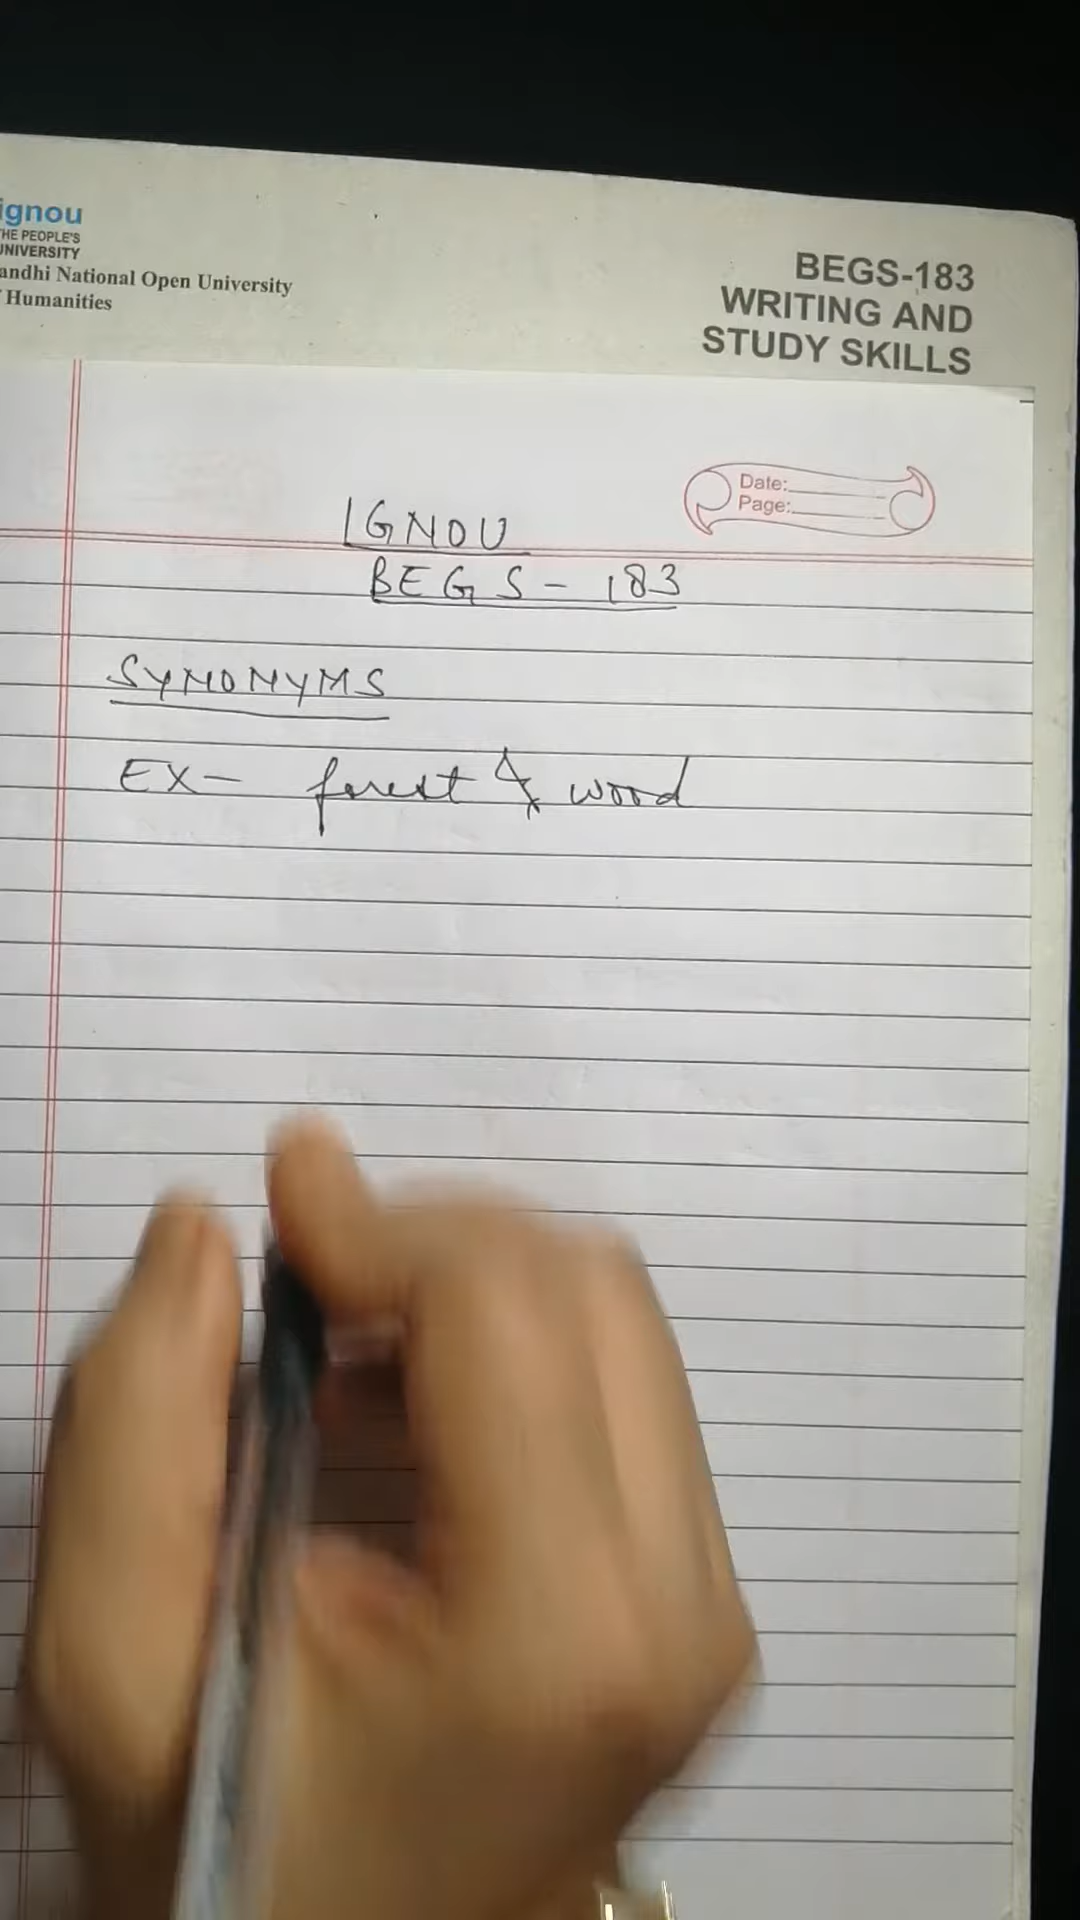 ignou
THE PEOPLE'S
UNIVERSITY
andhi National Open University
Humanities
BEGS-183
WRITING AND
STUDY SKILLS
Date:
Page:
IGNOU
BEGS - 183
SYNONYMS
EX - forest & wood